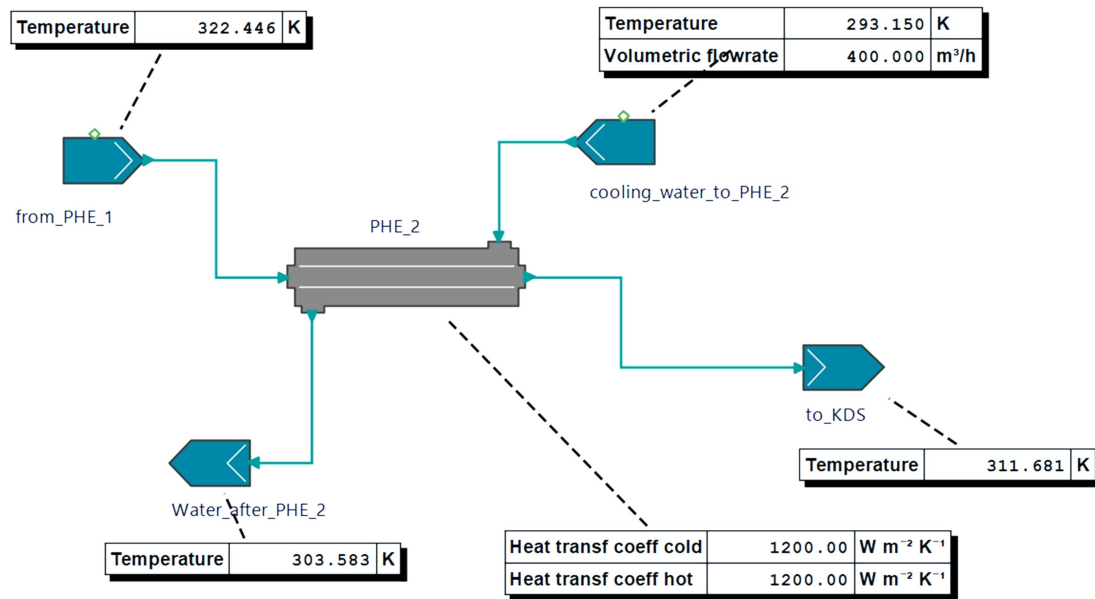 Temperature 322.446 K
Temperature 293.150 K
Volumetric flowrate 400.000 m³/h
from_PHE_1
cooling_water_to_PHE_2
PHE_2
to_KDS
Temperature 311.681 K
Water_after_PHE_2
Temperature 303.583 K
Heat transf coeff cold 1200.00 W m⁻² K⁻¹
Heat transf coeff hot 1200.00 W m⁻² K⁻¹